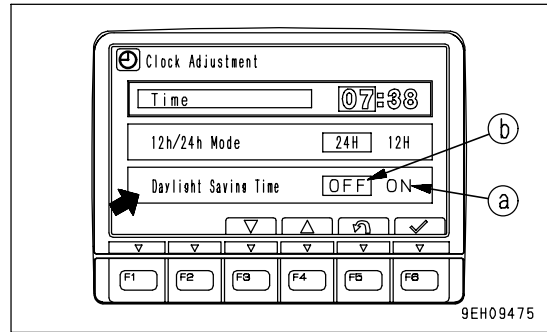 Clock Adjustment
Time 07:38
12h/24h Mode 24H 12H
Daylight Saving Time OFF ON
b
a
F1 F2 F3 F4 F5 F6
9EH09475